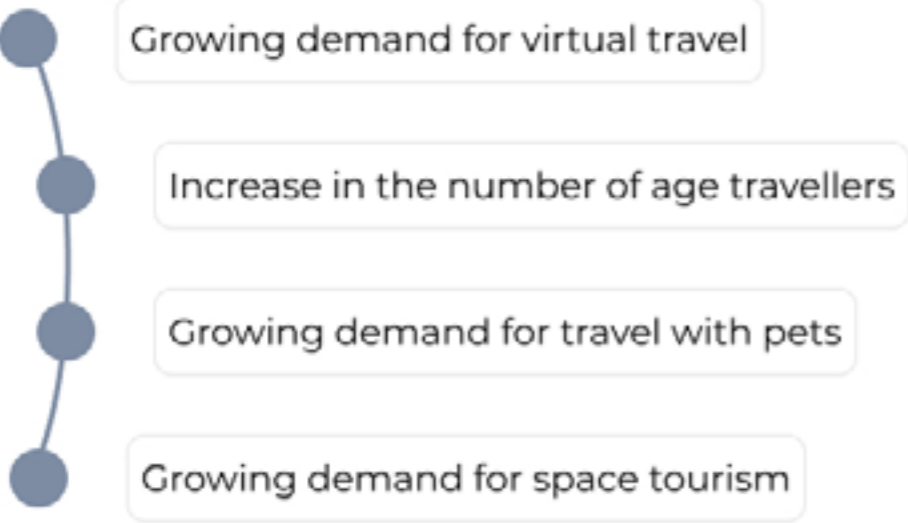 Growing demand for virtual travel
Increase in the number of age travellers
Growing demand for travel with pets
Growing demand for space tourism